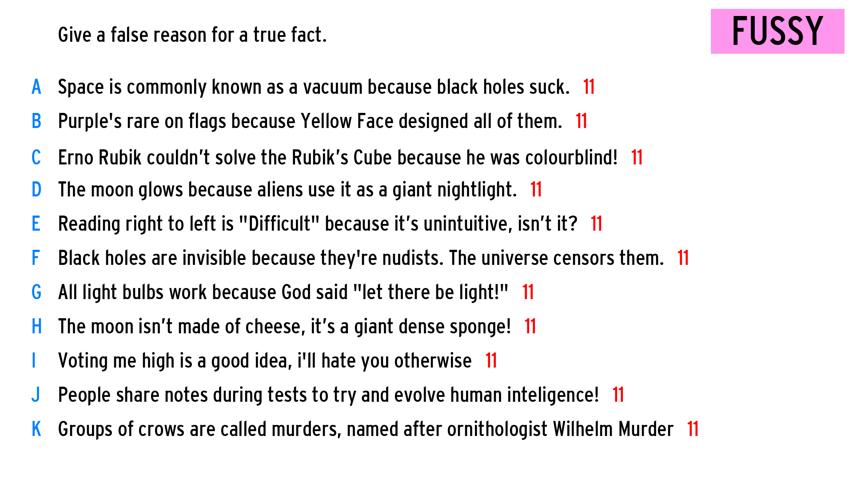 Give a false reason for a true fact.
FUSSY
A Space is commonly known as a vacuum because black holes suck. 11
B Purple's rare on flags because Yellow Face designed all of them. 11
C Erno Rubik couldn’t solve the Rubik’s Cube because he was colourblind! 11
D The moon glows because aliens use it as a giant nightlight. 11
E Reading right to left is "Difficult" because it’s unintuitive, isn’t it? 11
F Black holes are invisible because they're nudists. The universe censors them. 11
G All light bulbs work because God said "let there be light!" 11
H The moon isn’t made of cheese, it’s a giant dense sponge! 11
I Voting me high is a good idea, i'll hate you otherwise 11
J People share notes during tests to try and evolve human inteligence! 11
K Groups of crows are called murders, named after ornithologist Wilhelm Murder 11